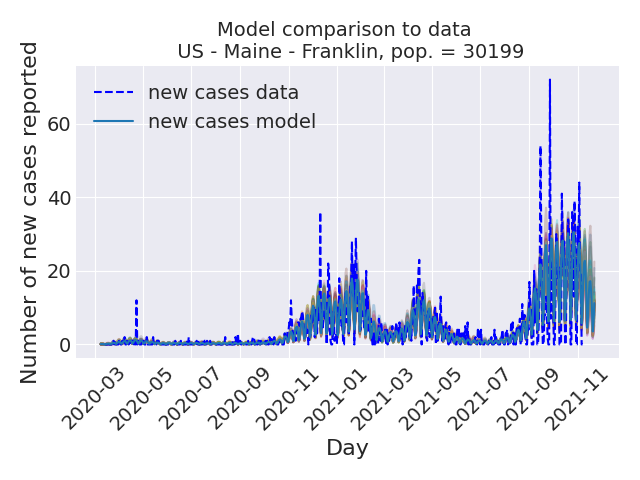 Model comparison to data
US - Maine - Franklin, pop. = 30199
new cases data
new cases model
Number of new cases reported
60
40
20
0
2020-03
2020-05
2020-07
2020-09
2020-11
2021-01
2021-03
2021-05
2021-07
2021-09
2021-11
Day